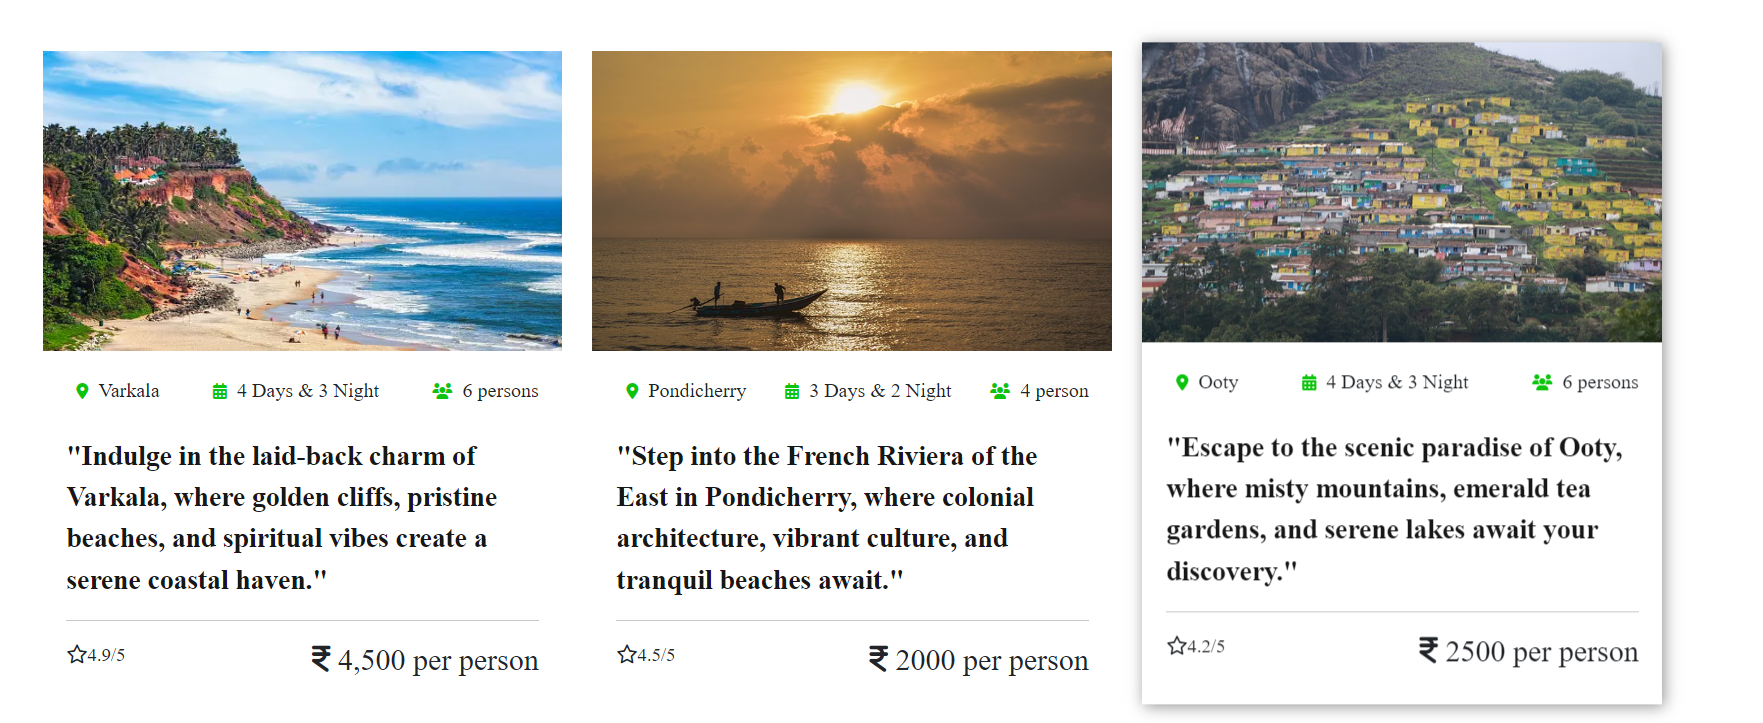 Varkala 4 Days & 3 Night 6 persons
"Indulge in the laid-back charm of
Varkala, where golden cliffs, pristine
beaches, and spiritual vibes create a
serene coastal haven."
4.9/5 ₹ 4,500 per person
Pondicherry 3 Days & 2 Night 4 person
"Step into the French Riviera of the
East in Pondicherry, where colonial
architecture, vibrant culture, and
tranquil beaches await."
4.5/5 ₹ 2000 per person
Ooty 4 Days & 3 Night 6 persons
"Escape to the scenic paradise of Ooty,
where misty mountains, emerald tea
gardens, and serene lakes await your
discovery."
4.2/5 ₹ 2500 per person